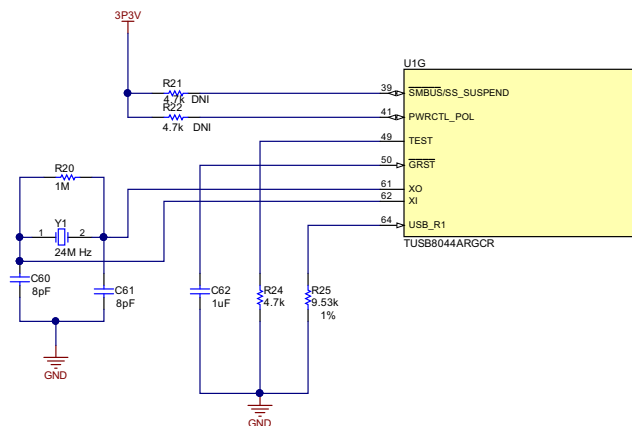 3P3V
U1G
R21
4.7k DNI
39 SMBUS/SS_SUSPEND
R22
4.7k DNI
41 PWRCTL_POL
49 TEST
50 GRST
R20
1M
61 XO
62 XI
Y1
1 2
24M Hz
64 USB_R1
TUSB8044ARGCR
C60
8pF
C61
8pF
C62
1uF
R24
4.7k
R25
9.53k
1%
GND
GND